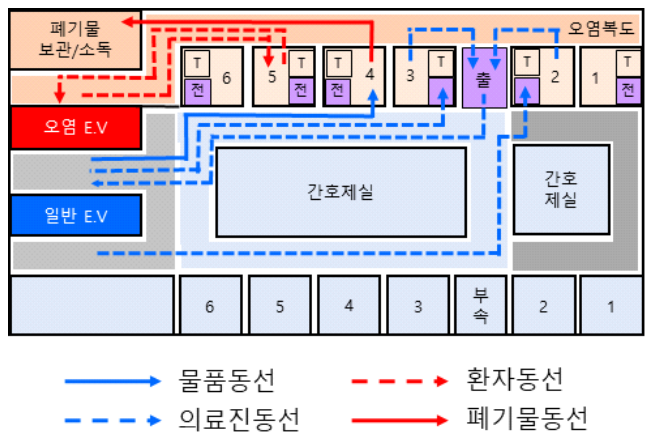 폐기물
보관/소독
오염복도
T
전
6
5
T
전
T
전
4
3
T
전
출
T
전
2
1
T
전
오염 E.V
간호제실
간호
제실
일반 E.V
6
5
4
3
부
속
2
1
물품동선
환자동선
의료진동선
폐기물동선